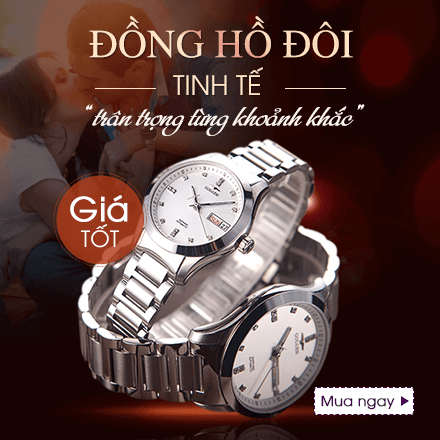 ĐỒNG HỒ ĐÔI
TINH TẾ
“trân trọng từng khoảnh khắc”
Giá
TỐT
Mua ngay